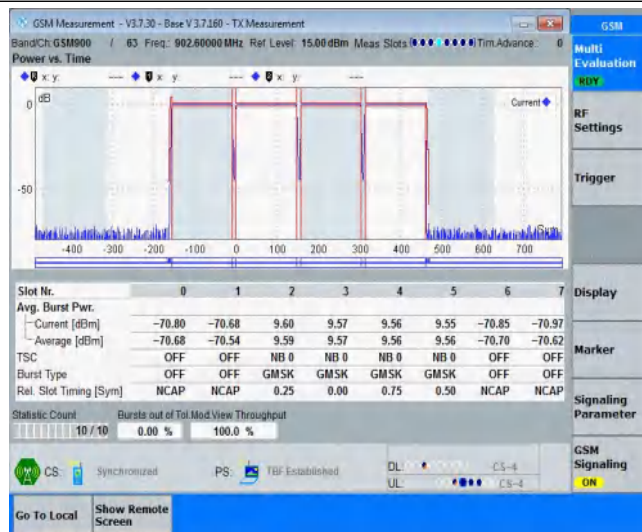 GSM Measurement - V3.7.30 - Base V 3.7.160 - TX Measurement
GSM
Band/Ch: GSM900 / 63 Freq.: 902.60000 MHz Ref. Level: 15.00 dBm Meas Slots: Tim.Advance: 0
Power vs. Time
x: y: --- x: y: --- x: y: ---
dB
Current
0
-50
Sym
-400 -300 -200 -100 0 100 200 300 400 500 600 700
Slot Nr. 0 1 2 3 4 5 6 7
Avg. Burst Pwr.
Current [dBm] -70.80 -70.68 9.60 9.57 9.56 9.55 -70.85 -70.97
Average [dBm] -70.68 -70.54 9.59 9.57 9.56 9.56 -70.70 -70.62
TSC OFF OFF NB 0 NB 0 NB 0 NB 0 OFF OFF
Burst Type OFF OFF GMSK GMSK GMSK GMSK OFF OFF
Rel. Slot Timing [Sym] NCAP NCAP 0.25 0.00 0.75 0.50 NCAP NCAP
Statistic Count Bursts out of Tol. Mod.View Throughput
10 / 10 0.00 % 100.0 %
CS: Synchronized PS: TBF Established DL: CS-4
UL: CS-4
Multi
Evaluation
RDY
RF
Settings
Trigger
Display
Marker
Signaling
Parameter
GSM
Signaling
ON
Go To Local
Show Remote
Screen